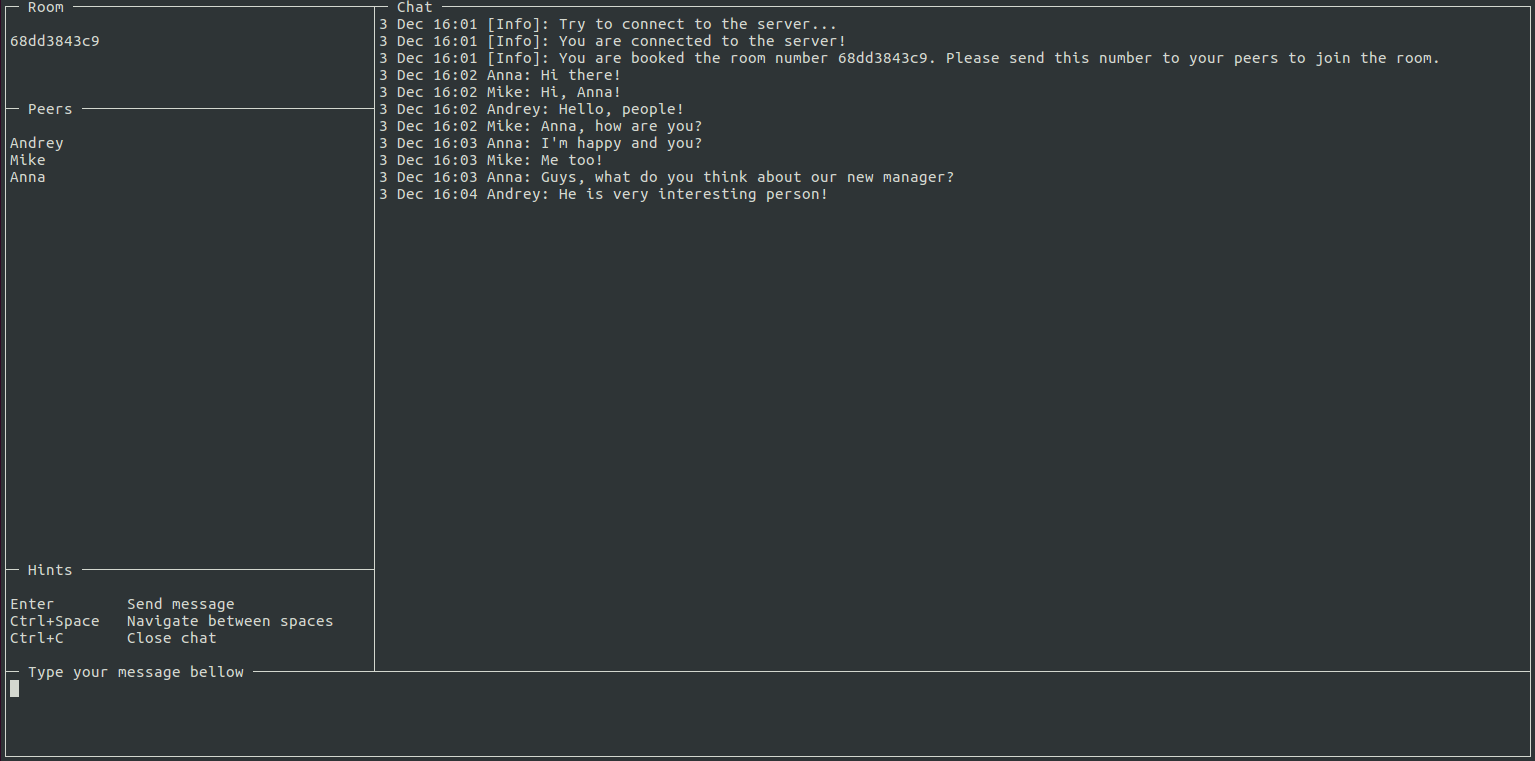 Room
68dd3843c9
Peers
Andrey
Mike
Anna
Hints
Enter Send message
Ctrl+Space Navigate between spaces
Ctrl+C Close chat
Chat
3 Dec 16:01 [Info]: Try to connect to the server...
3 Dec 16:01 [Info]: You are connected to the server!
3 Dec 16:01 [Info]: You are booked the room number 68dd3843c9. Please send this number to your peers to join the room.
3 Dec 16:02 Anna: Hi there!
3 Dec 16:02 Mike: Hi, Anna!
3 Dec 16:02 Andrey: Hello, people!
3 Dec 16:02 Mike: Anna, how are you?
3 Dec 16:03 Anna: I'm happy and you?
3 Dec 16:03 Mike: Me too!
3 Dec 16:03 Anna: Guys, what do you think about our new manager?
3 Dec 16:04 Andrey: He is very interesting person!
Type your message bellow